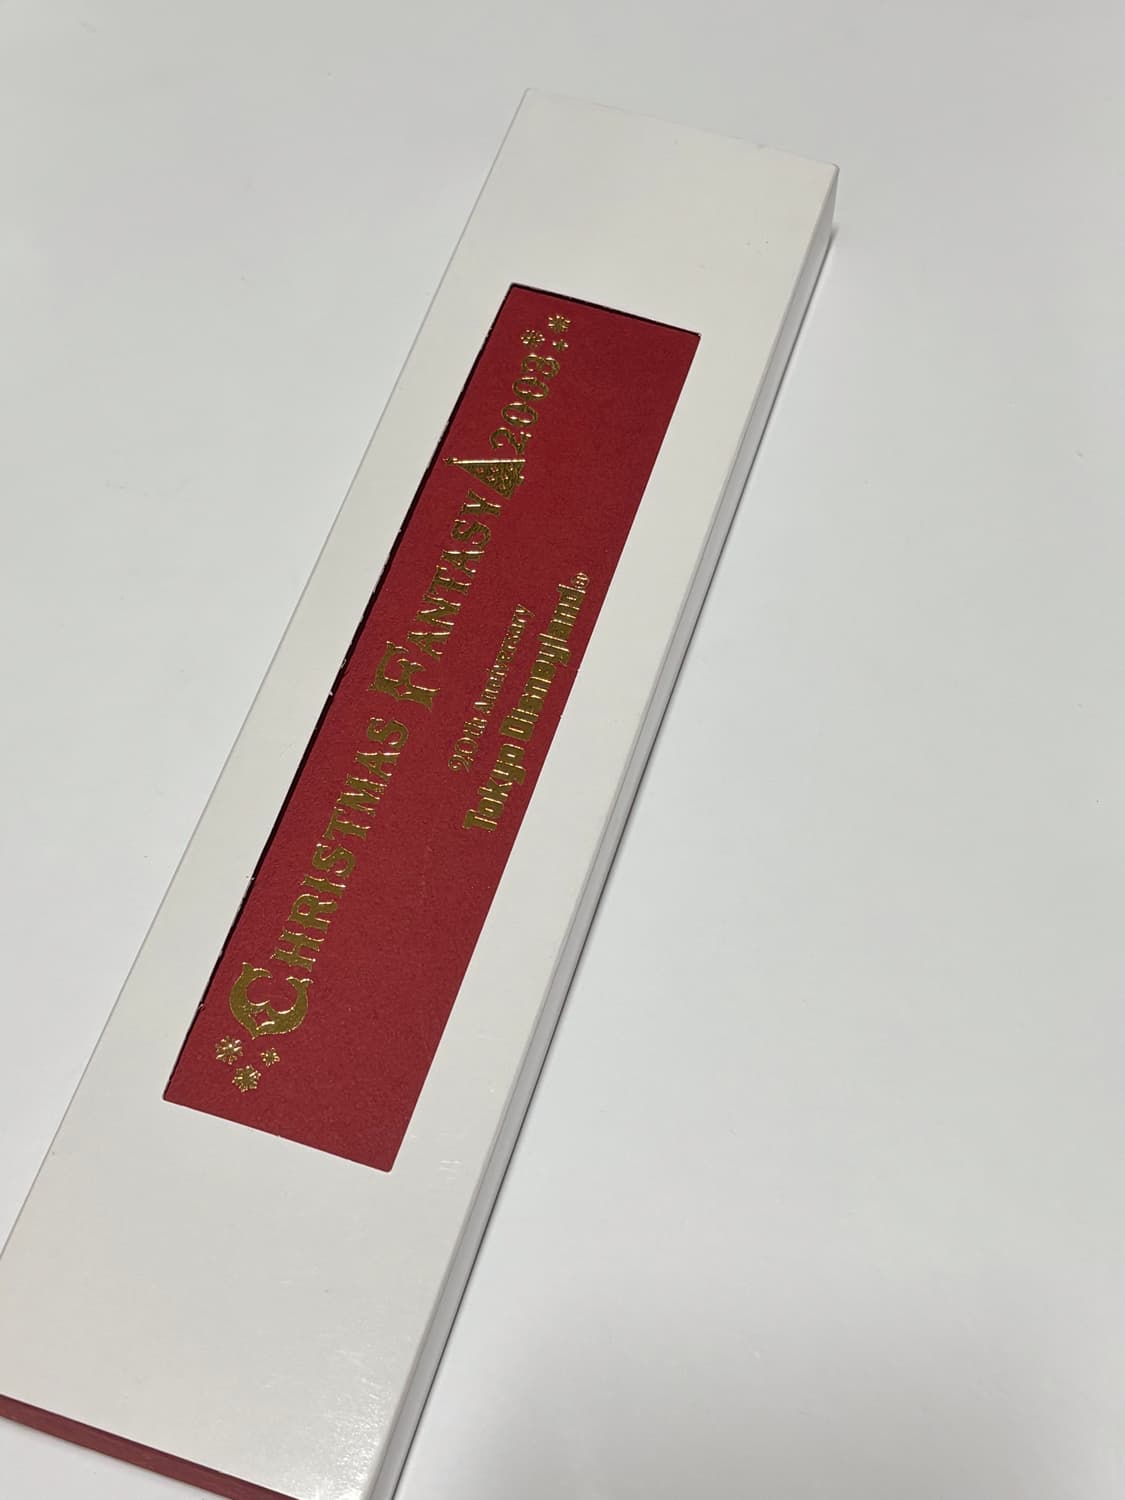 CHRISTMAS FANTASY 2003
20th Anniversary
Tokyo Disneyland®